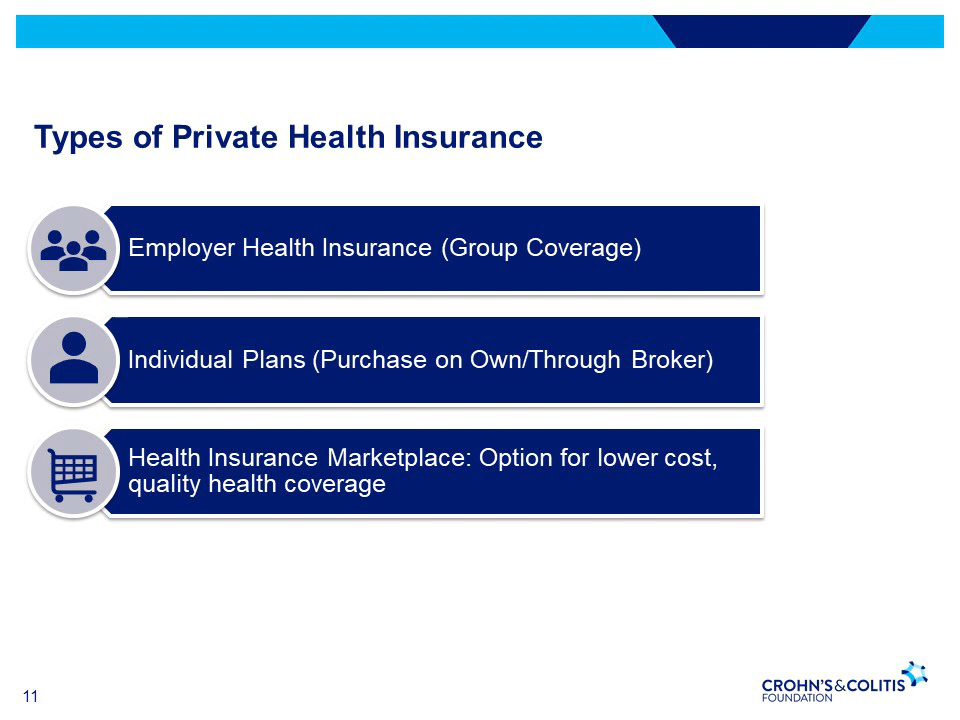 Types of Private Health Insurance
Employer Health Insurance (Group Coverage)
Individual Plans (Purchase on Own/Through Broker)
Health Insurance Marketplace: Option for lower cost,
quality health coverage
11
CROHN'S&COLITIS
FOUNDATION